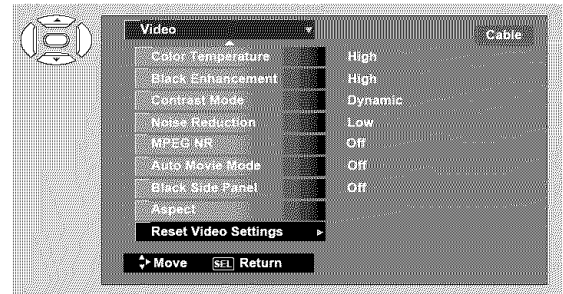 Video
Cable
Color Temperature High
Black Enhancement High
Contrast Mode Dynamic
Noise Reduction Low
MPEG NR Off
Auto Movie Mode Off
Black Side Panel Off
Aspect
Reset Video Settings
Move SEL Return